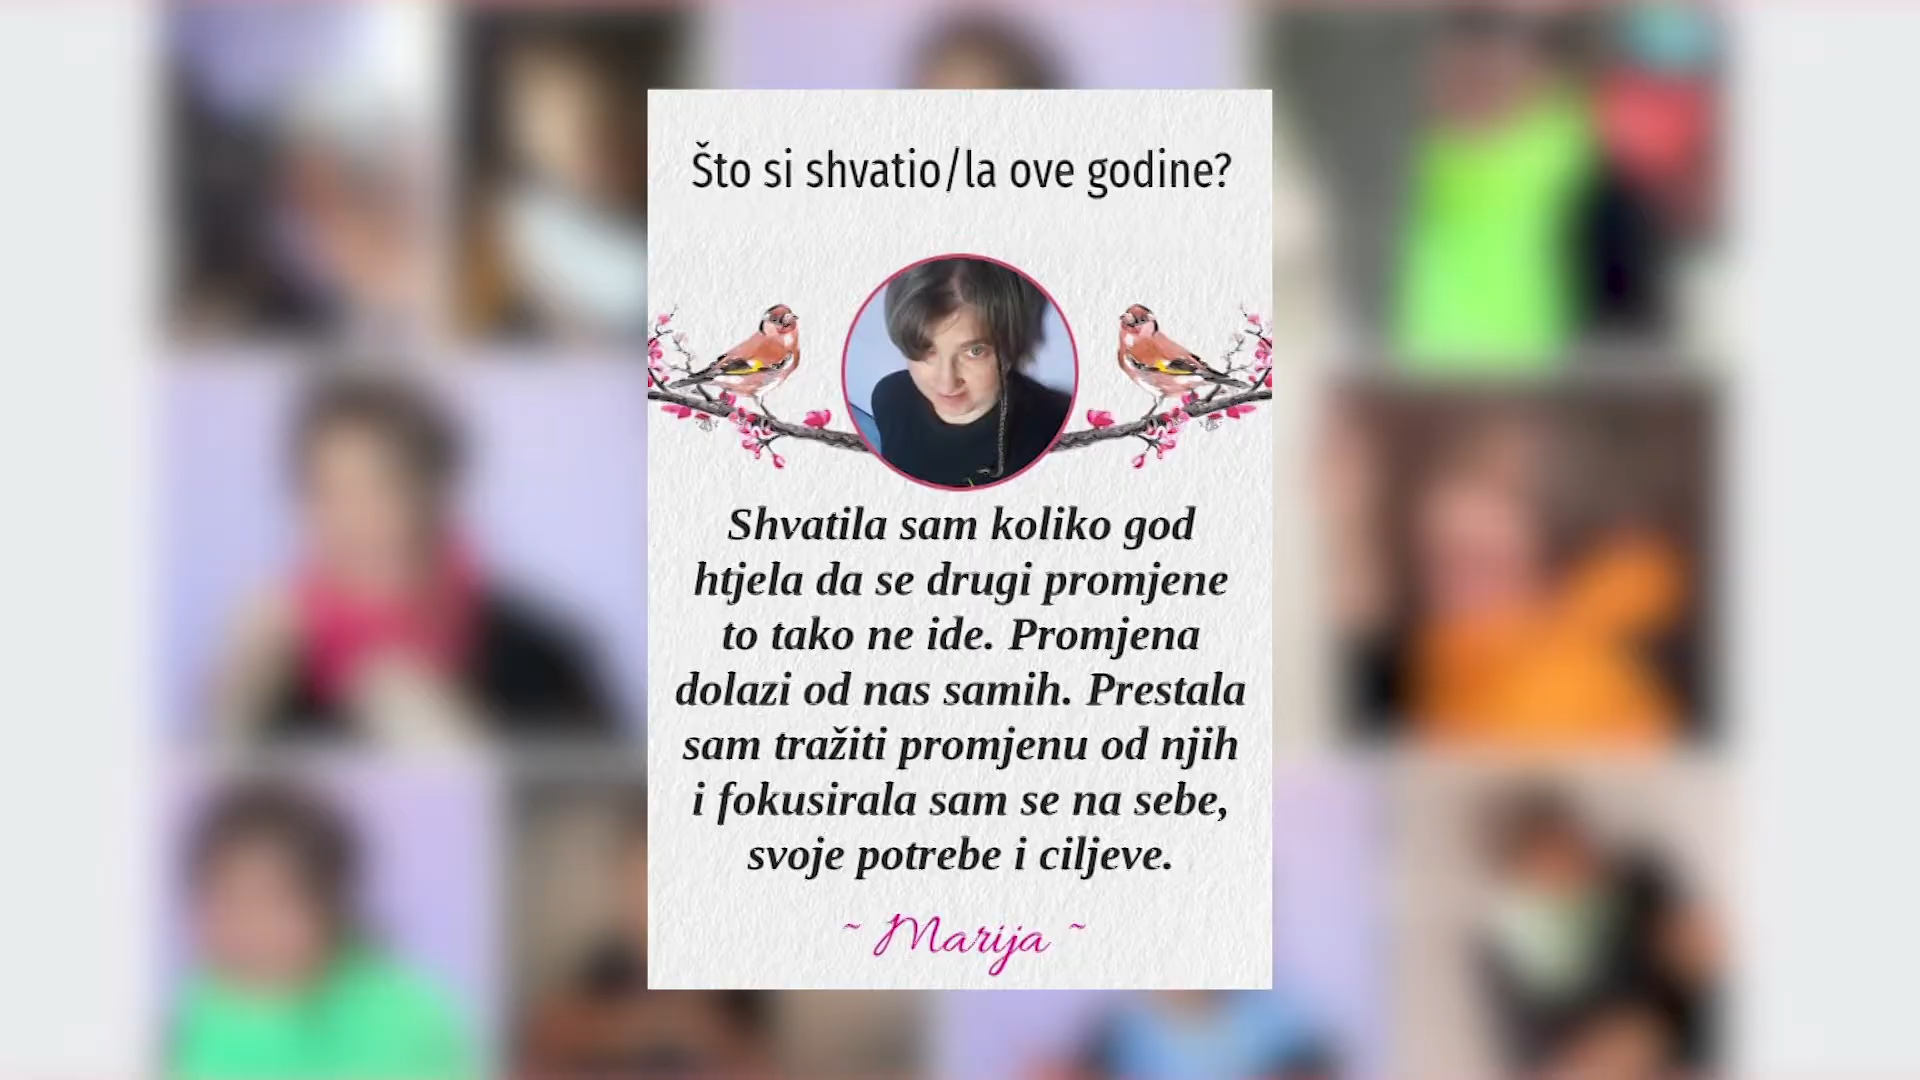 Što si shvatio/la ove godine?
Shvatila sam koliko god
htjela da se drugi promjene
to tako ne ide. Promjena
dolazi od nas samih. Prestala
sam tražiti promjenu od njih
i fokusirala sam se na sebe,
svoje potrebe i ciljeve.
~ Marija ~